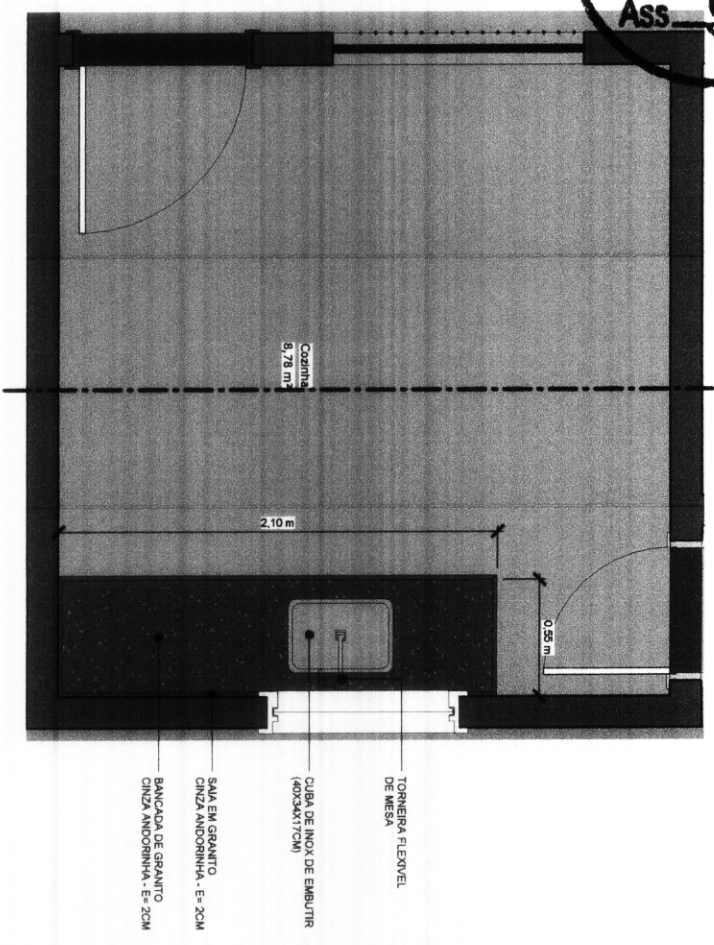 Ass
Cozinha
8,78 m²
2,10 m
0,55 m
TORNEIRA FLEXIVEL
DE MESA
CUBA DE INOX DE EMBUTIR
(40X34X17CM)
SAIA EM GRANITO
CINZA ANDORINHA - E= 2CM
BANCADA DE GRANITO
CINZA ANDORINHA - E= 2CM